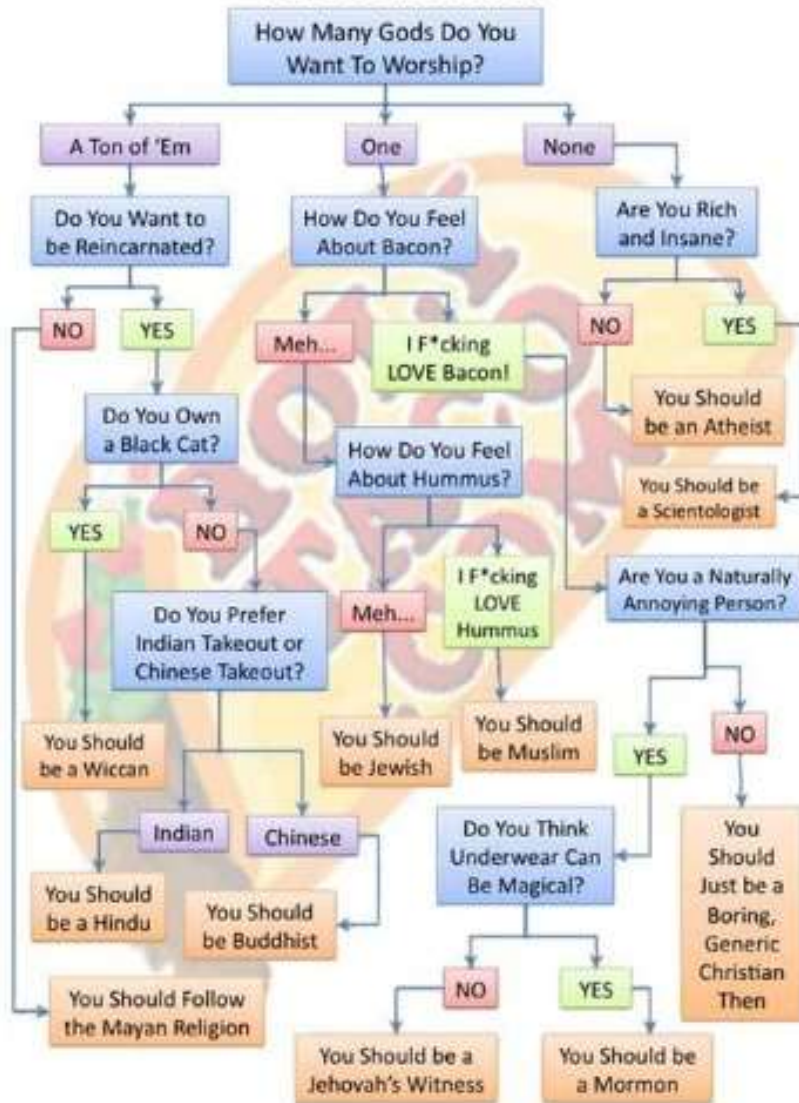 How Many Gods Do You
Want To Worship?
A Ton of 'Em
One
None
Do You Want to
be Reincarnated?
How Do You Feel
About Bacon?
Are You Rich
and Insane?
NO
YES
Meh...
I F*cking
LOVE Bacon!
NO
YES
Do You Own
a Black Cat?
How Do You Feel
About Hummus?
You Should
be an Atheist
You Should be
a Scientologist
YES
NO
Meh...
I F*cking
LOVE
Hummus
Are You a Naturally
Annoying Person?
Do You Prefer
Indian Takeout or
Chinese Takeout?
You Should
be a Wiccan
You Should
be Jewish
You Should
be Muslim
YES
NO
Indian
Chinese
Do You Think
Underwear Can
Be Magical?
You
Should
Just be a
Boring,
Generic
Christian
Then
You Should
be a Hindu
You Should
be Buddhist
NO
YES
You Should Follow
the Mayan Religion
You Should be a
Jehovah's Witness
You Should be
a Mormon